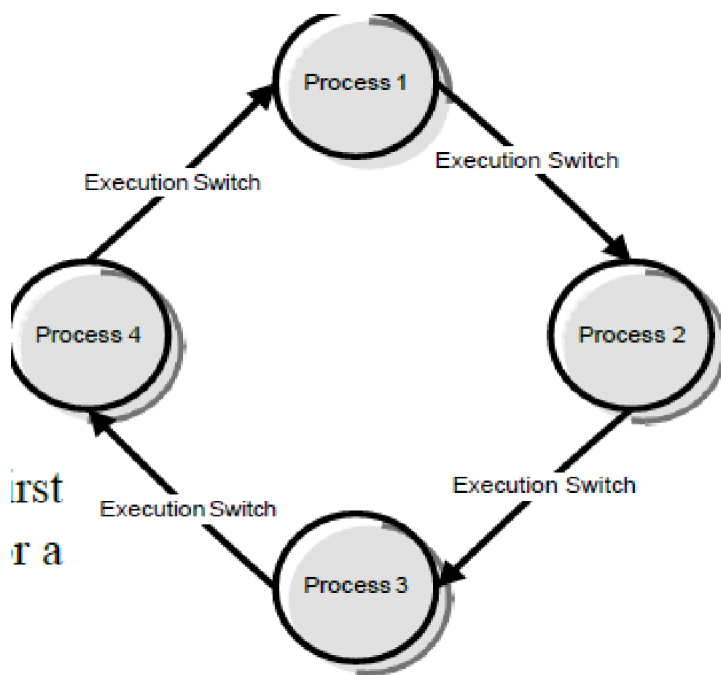 Process 1
Execution Switch
Execution Switch
Process 4
Process 2
Execution Switch
Execution Switch
Process 3
a